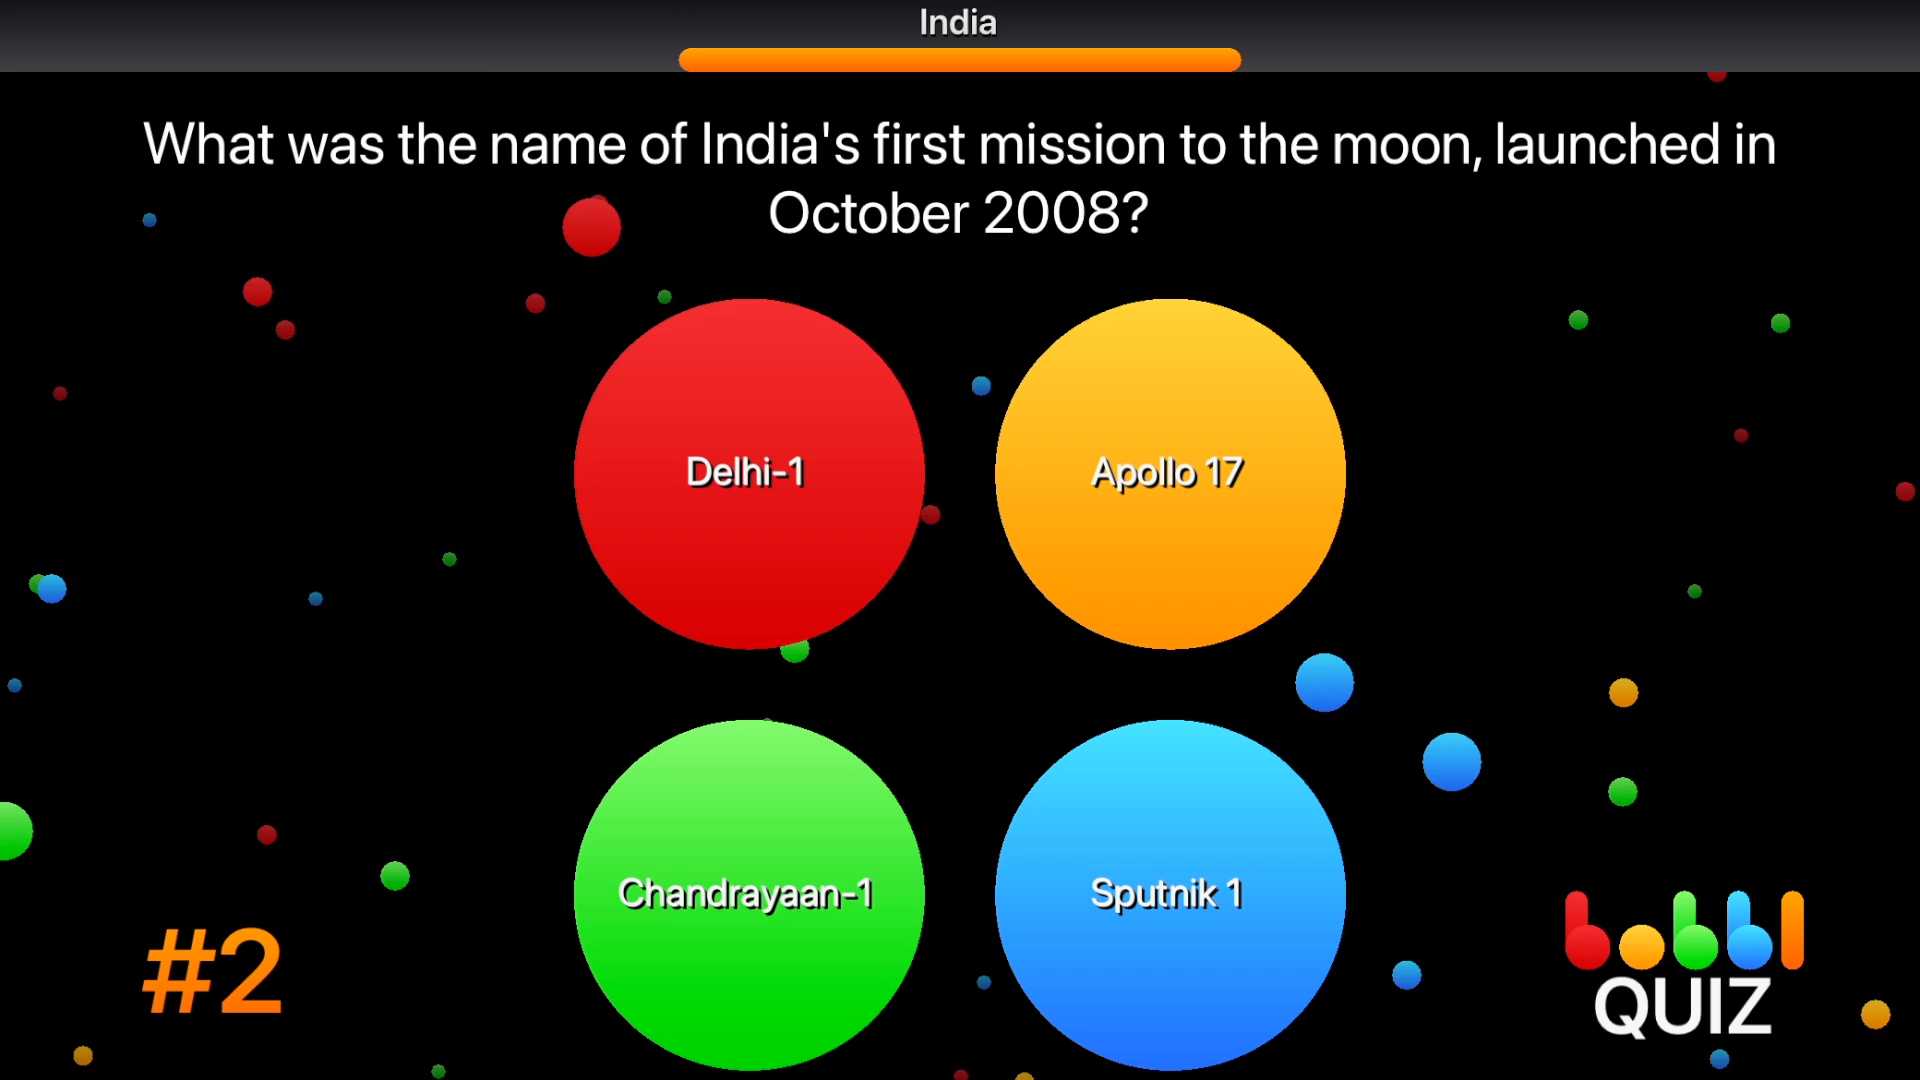 India
What was the name of India's first mission to the moon, launched in
October 2008?
Delhi-1
Apollo 17
Chandrayaan-1
Sputnik 1
#2
bobbl
QUIZ